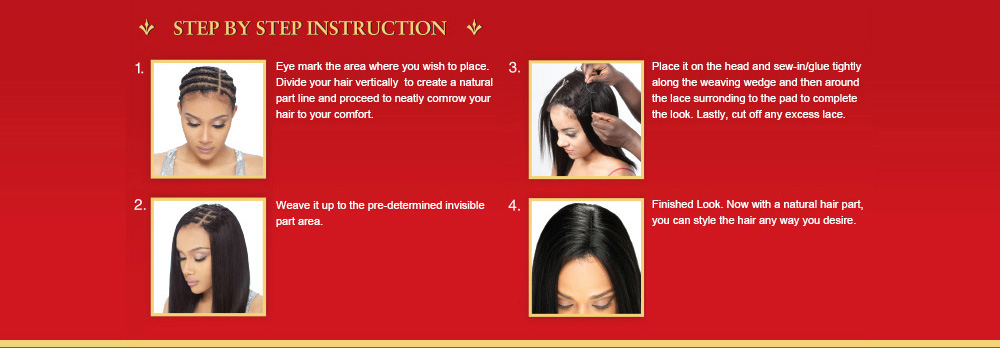 STEP BY STEP INSTRUCTION
1.
Eye mark the area where you wish to place.
Divide your hair vertically to create a natural
part line and proceed to neatly cornrow your
hair to your comfort.
2.
Weave it up to the pre-determined invisible
part area.
3.
Place it on the head and sew-in/glue tightly
along the weaving wedge and then around
the lace surronding to the pad to complete
the look. Lastly, cut off any excess lace.
4.
Finished Look. Now with a natural hair part,
you can style the hair any way you desire.